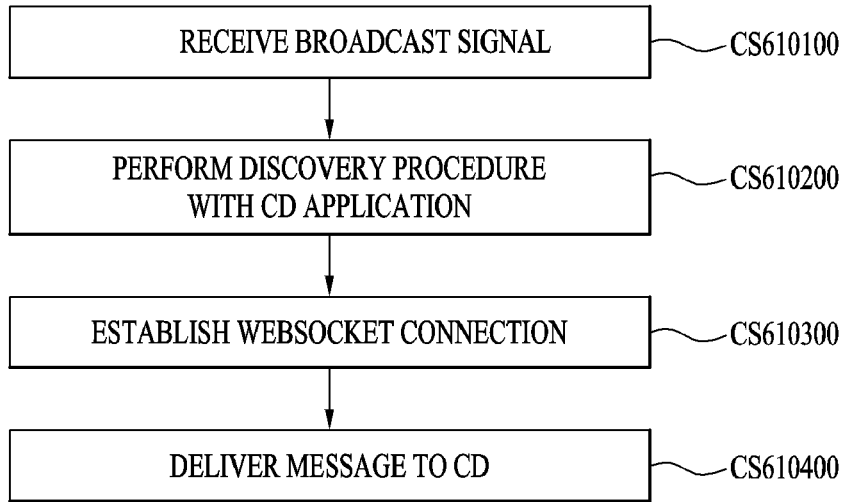 RECEIVE BROADCAST SIGNAL
CS610100
PERFORM DISCOVERY PROCEDURE
WITH CD APPLICATION
CS610200
ESTABLISH WEBSOCKET CONNECTION
CS610300
DELIVER MESSAGE TO CD
CS610400